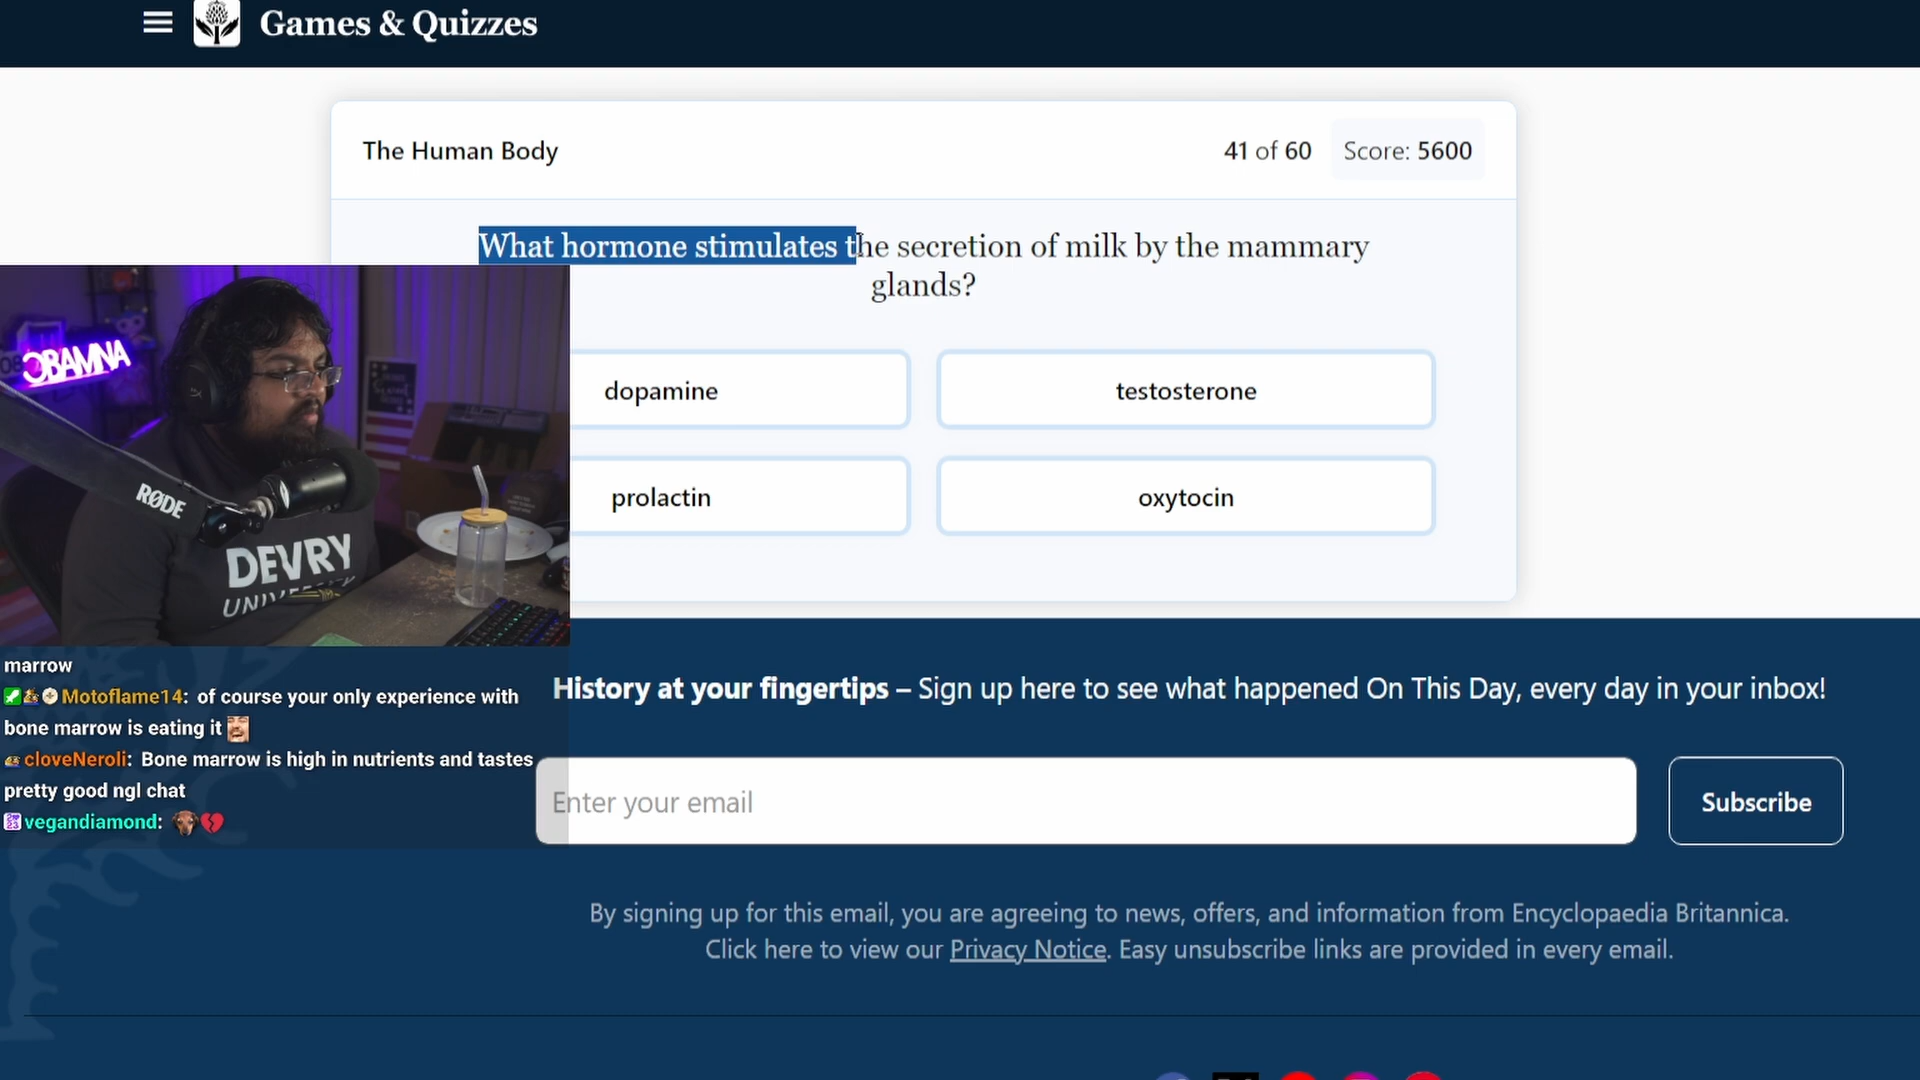 Games & Quizzes
The Human Body
41 of 60
Score: 5600
What hormone stimulates the secretion of milk by the mammary
glands?
dopamine
testosterone
prolactin
oxytocin
OBAMNA
RØDE
DEVRY
UNIVERSITY
marrow
Motoflame14: of course your only experience with
bone marrow is eating it
cloveNeroli: Bone marrow is high in nutrients and tastes
pretty good ngl chat
vegandiamond:
History at your fingertips – Sign up here to see what happened On This Day, every day in your inbox!
Enter your email
Subscribe
By signing up for this email, you are agreeing to news, offers, and information from Encyclopaedia Britannica.
Click here to view our Privacy Notice. Easy unsubscribe links are provided in every email.